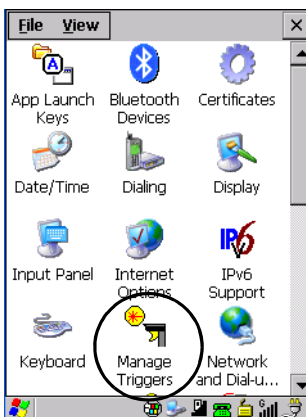 File View
App Launch Keys
Bluetooth Devices
Certificates
Date/Time
Dialing
Display
Input Panel
Internet Options
IPv6 Support
Keyboard
Manage Triggers
Network and Dial-u...